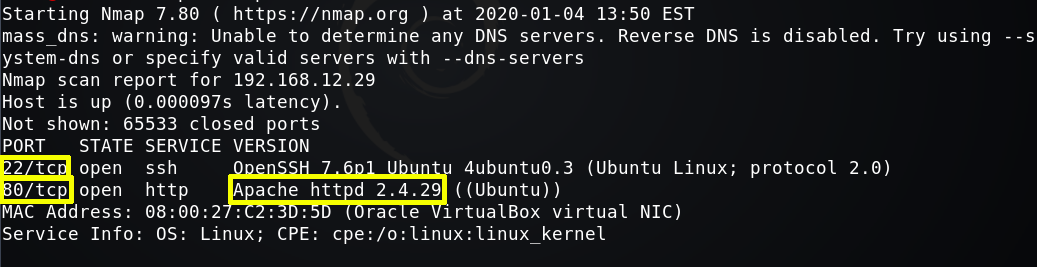 Starting Nmap 7.80 ( https://nmap.org ) at 2020-01-04 13:50 EST
mass_dns: warning: Unable to determine any DNS servers. Reverse DNS is disabled. Try using --s
ystem-dns or specify valid servers with --dns-servers
Nmap scan report for 192.168.12.29
Host is up (0.000097s latency).
Not shown: 65533 closed ports
PORT   STATE SERVICE VERSION
22/tcp open  ssh     OpenSSH 7.6p1 Ubuntu 4ubuntu0.3 (Ubuntu Linux; protocol 2.0)
80/tcp open  http    Apache httpd 2.4.29 ((Ubuntu))
MAC Address: 08:00:27:C2:3D:5D (Oracle VirtualBox virtual NIC)
Service Info: OS: Linux; CPE: cpe:/o:linux:linux_kernel